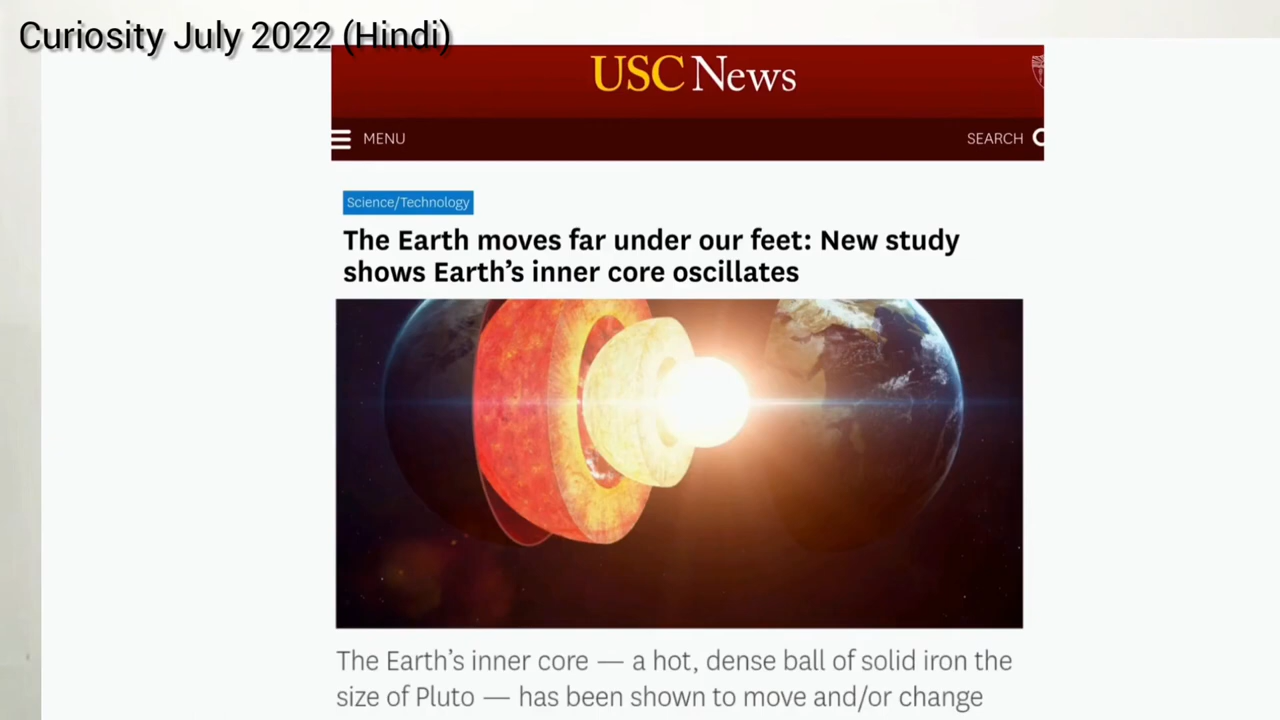 Curiosity July 2022 (Hindi)
USC News
MENU
SEARCH
Science/Technology
The Earth moves far under our feet: New study
shows Earth's inner core oscillates
The Earth's inner core — a hot, dense ball of solid iron the
size of Pluto — has been shown to move and/or change